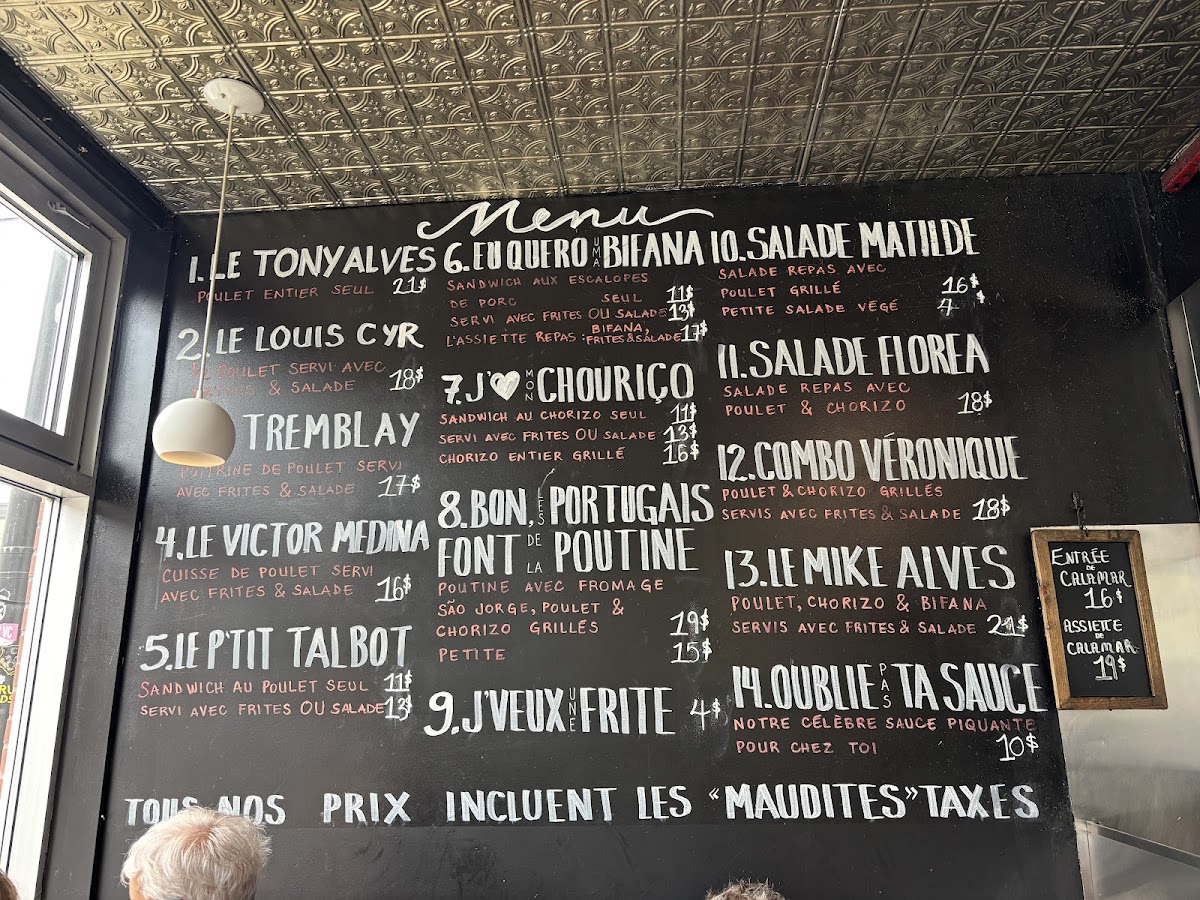 Menu
1. LE TONY ALVES
POULET ENTIER SEUL 21$
2. LE LOUIS CYR
POULET SERVI AVEC
& SALADE 18$
TREMBLAY
POITRINE DE POULET SERVI
AVEC FRITES & SALADE 17$
4. LE VICTOR MEDINA
CUISSE DE POULET SERVI
AVEC FRITES & SALADE 16$
5. LE P'TIT TALBOT
SANDWICH AU POULET SEUL 11$
SERVI AVEC FRITES OU SALADE 13$
6. EU QUERO UMA BIFANA
SANDWICH AUX ESCALOPES
DE PORC SEUL 11$
SERVI AVEC FRITES OU SALADE 13$
L'ASSIETTE REPAS : BIFANA, FRITES & SALADE 17$
7. J'♥ MON CHOURIÇO
SANDWICH AU CHORIZO SEUL 11$
SERVI AVEC FRITES OU SALADE 13$
CHORIZO ENTIER GRILLÉ 16$
8. BON, LES PORTUGAIS
FONT DE LA POUTINE
POUTINE AVEC FROMAGE
SÃO JORGE, POULET &
CHORIZO GRILLÉS 19$
PETITE 15$
9. J'VEUX UNE FRITE 4$
10. SALADE MATILDE
SALADE REPAS AVEC
POULET GRILLÉ 16$
PETITE SALADE VÉGÉ 7$
11. SALADE FLOREA
SALADE REPAS AVEC
POULET & CHORIZO 18$
12. COMBO VÉRONIQUE
POULET & CHORIZO GRILLÉS
SERVIS AVEC FRITES & SALADE 18$
13. LE MIKE ALVES
POULET, CHORIZO & BIFANA
SERVIS AVEC FRITES & SALADE 21$
14. OUBLIE PAS TA SAUCE
NOTRE CÉLÈBRE SAUCE PIQUANTE
POUR CHEZ TOI 10$
TOUS NOS PRIX INCLUENT LES "MAUDITES" TAXES
ENTRÉE
DE
CALAMAR
16$
ASSIETTE
DE
CALAMAR
19$